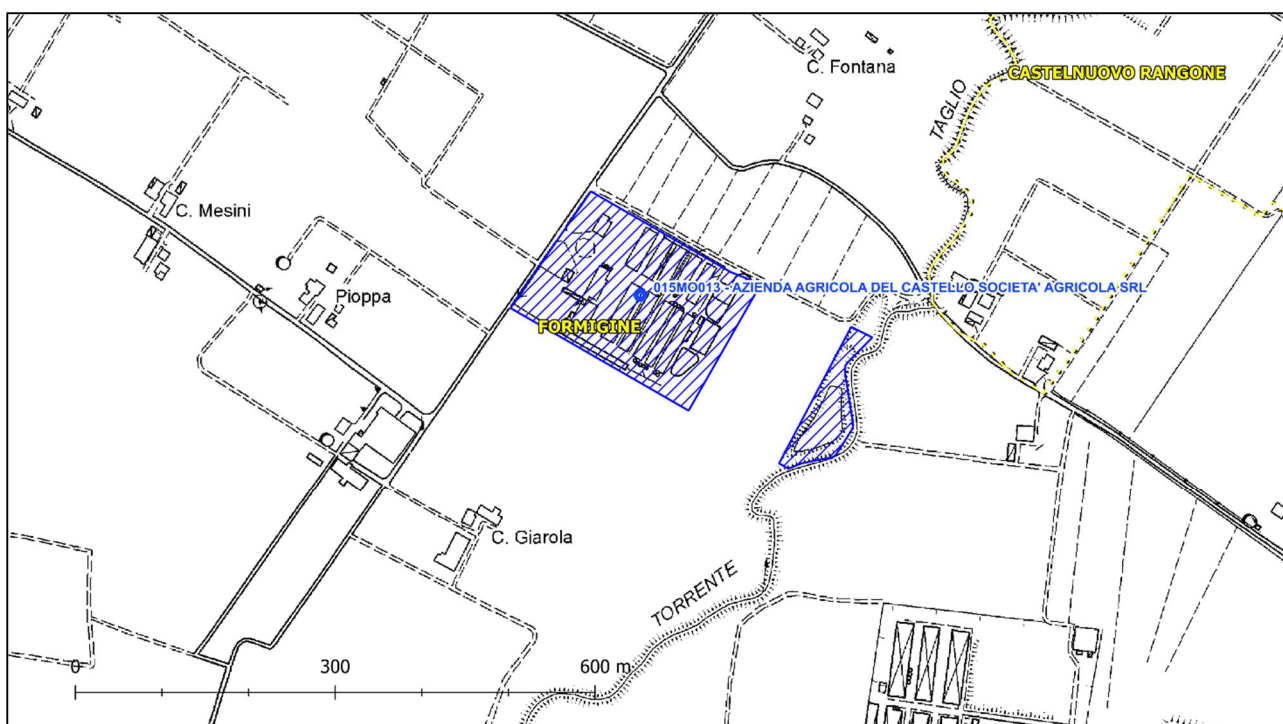 C. Fontana
CASTELNUOVO RANGONE
TAGLIO
C. Mesini
015MO013 - AZIENDA AGRICOLA DEL CASTELLO SOCIETA' AGRICOLA SRL
Pioppa
FORMIGINE
C. Giarola
TORRENTE
0 300 600 m